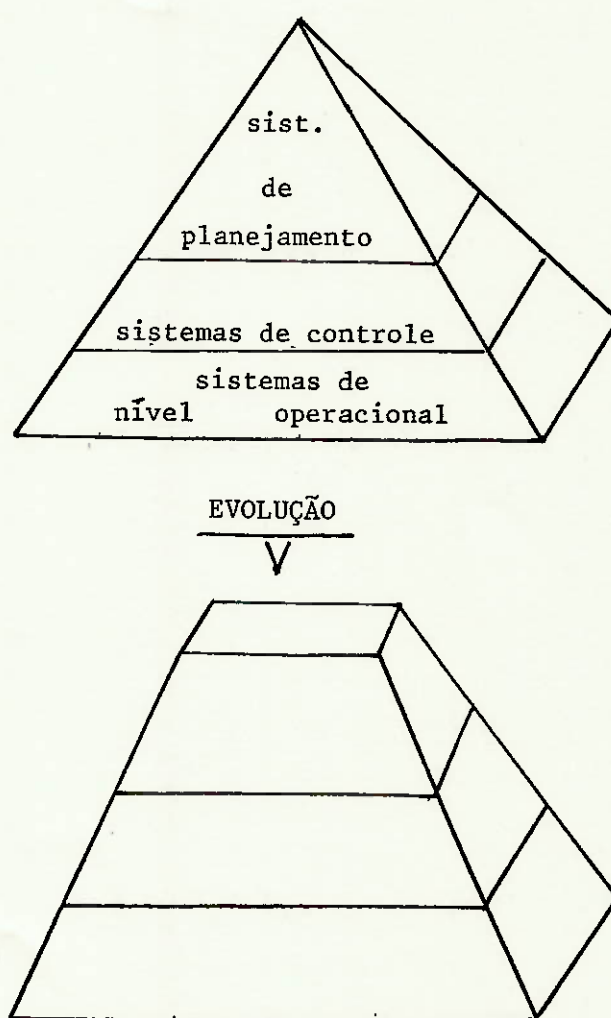 sist.
de
planejamento
sistemas de controle
sistemas de
nível operacional
EVOLUÇÃO